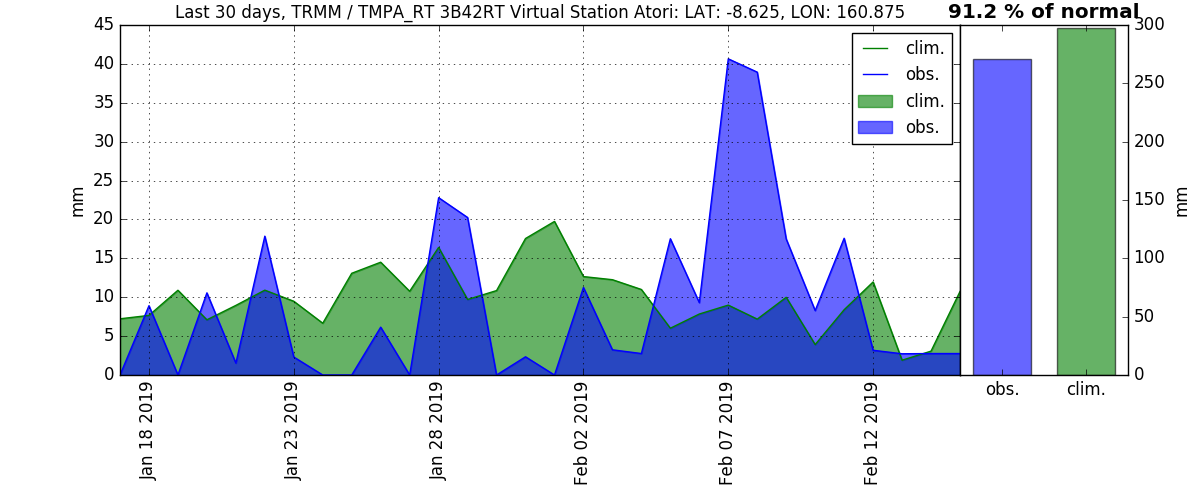 Last 30 days, TRMM / TMPA_RT 3B42RT Virtual Station Atori: LAT: -8.625, LON: 160.875
91.2 % of normal
45
40
35
30
25
20
15
10
5
0
mm
clim.
obs.
clim.
obs.
Jan 18 2019
Jan 23 2019
Jan 28 2019
Feb 02 2019
Feb 07 2019
Feb 12 2019
300
250
200
150
100
50
0
mm
obs.
clim.